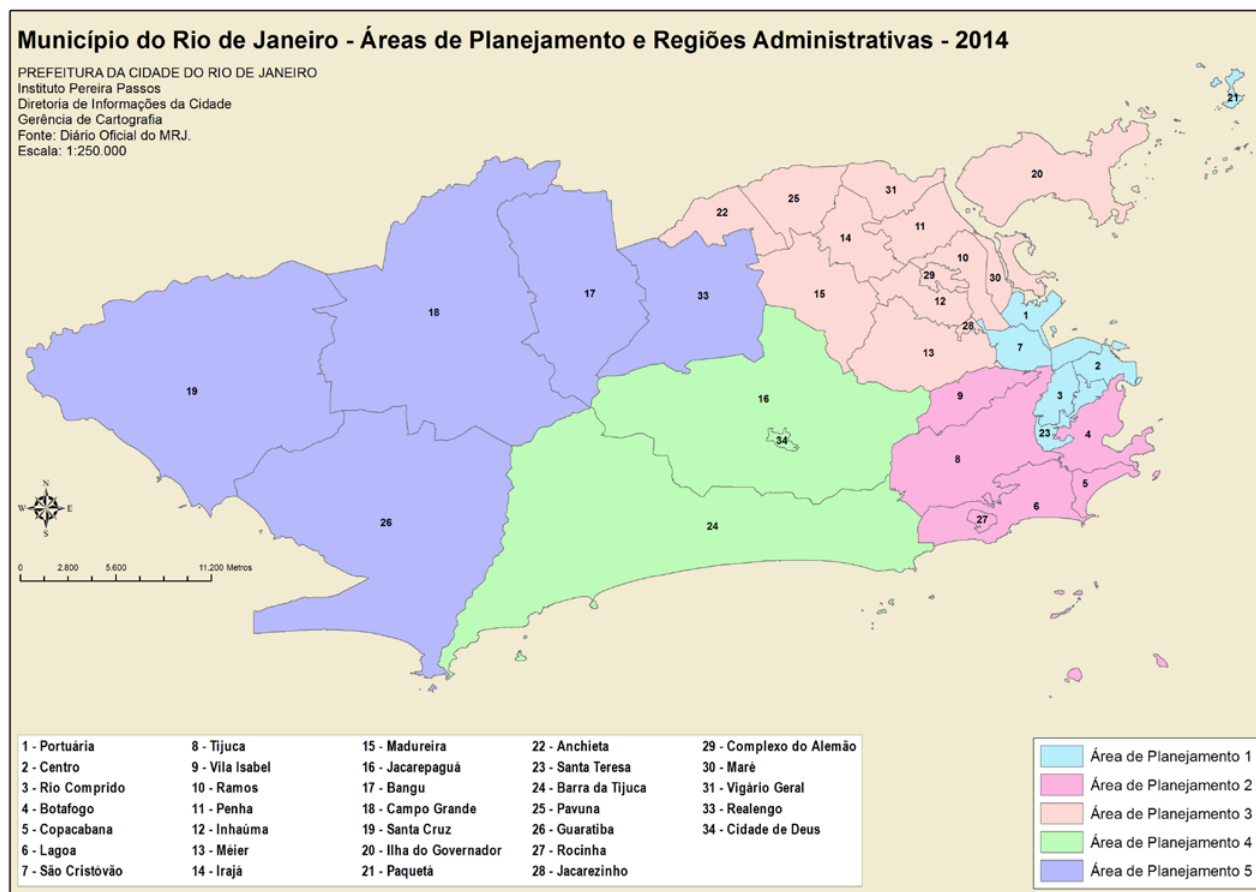 Município do Rio de Janeiro - Áreas de Planejamento e Regiões Administrativas - 2014
PREFEITURA DA CIDADE DO RIO DE JANEIRO
Instituto Pereira Passos
Diretoria de Informações da Cidade
Gerência de Cartografia
Fonte: Diário Oficial do MRJ.
Escala: 1:250.000
21
20
31
25
22
11
14
10
29
30
33
15
17
12
18
1
28
7
13
2
19
9
16
3
23
4
34
8
5
6
27
26
24
N
W E
S
0 2.800 5.600 11.200 Metros
1 - Portuária
2 - Centro
3 - Rio Comprido
4 - Botafogo
5 - Copacabana
6 - Lagoa
7 - São Cristóvão
8 - Tijuca
9 - Vila Isabel
10 - Ramos
11 - Penha
12 - Inhaúma
13 - Méier
14 - Irajá
15 - Madureira
16 - Jacarepaguá
17 - Bangu
18 - Campo Grande
19 - Santa Cruz
20 - Ilha do Governador
21 - Paquetá
22 - Anchieta
23 - Santa Teresa
24 - Barra da Tijuca
25 - Pavuna
26 - Guaratiba
27 - Rocinha
28 - Jacarezinho
29 - Complexo do Alemão
30 - Maré
31 - Vigário Geral
33 - Realengo
34 - Cidade de Deus
Área de Planejamento 1
Área de Planejamento 2
Área de Planejamento 3
Área de Planejamento 4
Área de Planejamento 5